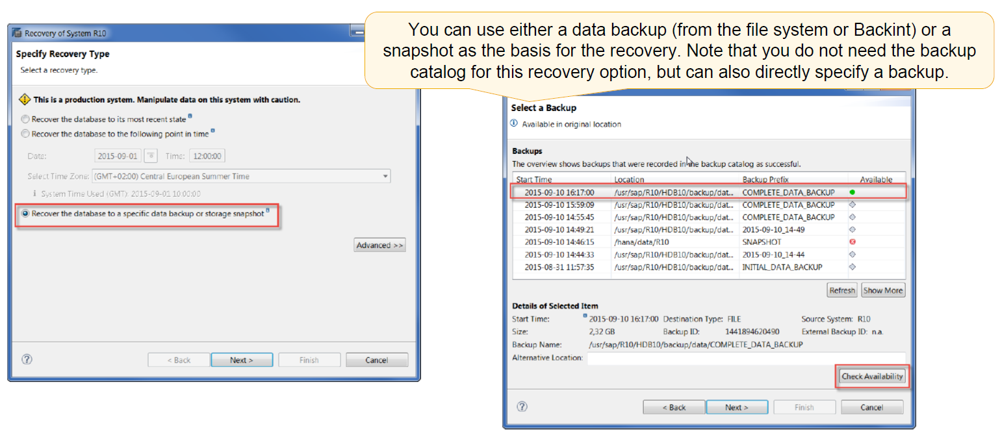 You can use either a data backup (from the file system or Backint) or a
snapshot as the basis for the recovery. Note that you do not need the backup
catalog for this recovery option, but can also directly specify a backup.
Recovery of System R10
Specify Recovery Type
Select a recovery type.
This is a production system. Manipulate data on this system with caution.
Recover the database to its most recent state
Recover the database to the following point in time
Date: 2015-09-01 Time: 12:00:00
Select Time Zone: (GMT+02:00) Central European Summer Time
System Time Used (GMT): 2015-09-01 10:00:00
Recover the database to a specific data backup or storage snapshot
Advanced >>
< Back Next > Finish Cancel
Select a Backup
Available in original location
Backups
The overview shows backups that were recorded in the backup catalog as successful.
Start Time Location Backup Prefix Available
2015-09-10 16:17:00 /usr/sap/R10/HDB10/backup/dat... COMPLETE_DATA_BACKUP
2015-09-10 15:59:09 /usr/sap/R10/HDB10/backup/dat... COMPLETE_DATA_BACKUP
2015-09-10 14:55:45 /usr/sap/R10/HDB10/backup/dat... COMPLETE_DATA_BACKUP
2015-09-10 14:49:21 /usr/sap/R10/HDB10/backup/dat... 2015-09-10_14-49
2015-09-10 14:46:15 /hana/data/R10 SNAPSHOT
2015-09-10 14:44:33 /usr/sap/R10/HDB10/backup/dat... 2015-09-10_14-44
2015-08-31 11:57:35 /usr/sap/R10/HDB10/backup/dat... INITIAL_DATA_BACKUP
Refresh Show More
Details of Selected Item
Start Time: 2015-09-10 16:17:00 Destination Type: FILE Source System: R10
Size: 2,32 GB Backup ID: 1441894620490 External Backup ID: n.a.
Backup Name: /usr/sap/R10/HDB10/backup/data/COMPLETE_DATA_BACKUP
Alternative Location:
Check Availability
< Back Next > Finish Cancel